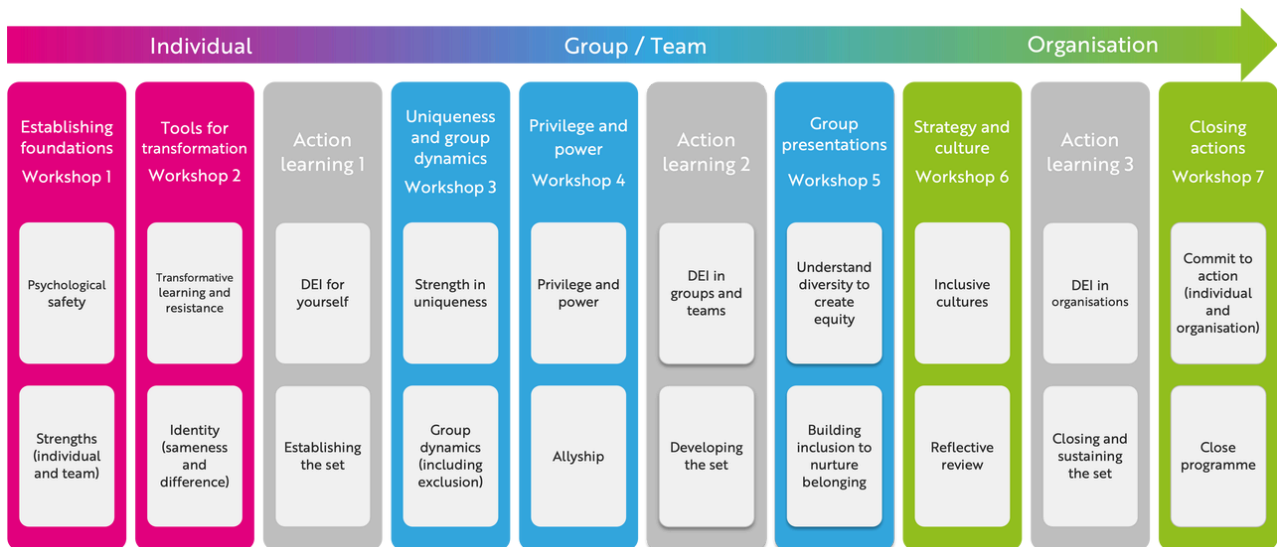 Individual
Group / Team
Organisation
Establishing
foundations
Workshop 1
Psychological
safety
Strengths
(individual
and team)
Tools for
transformation
Workshop 2
Transformative
learning and
resistance
Identity
(sameness
and
difference)
Action
learning 1
DEI for
yourself
Establishing
the set
Uniqueness
and group
dynamics
Workshop 3
Strength in
uniqueness
Group
dynamics
(including
exclusion)
Privilege and
power
Workshop 4
Privilege and
power
Allyship
Action
learning 2
DEI in
groups and
teams
Developing
the set
Group
presentations
Workshop 5
Understand
diversity to
create
equity
Building
inclusion to
nurture
belonging
Strategy and
culture
Workshop 6
Inclusive
cultures
Reflective
review
Action
learning 3
DEI in
organisations
Closing and
sustaining
the set
Closing
actions
Workshop 7
Commit to
action
(individual
and
organisation)
Close
programme